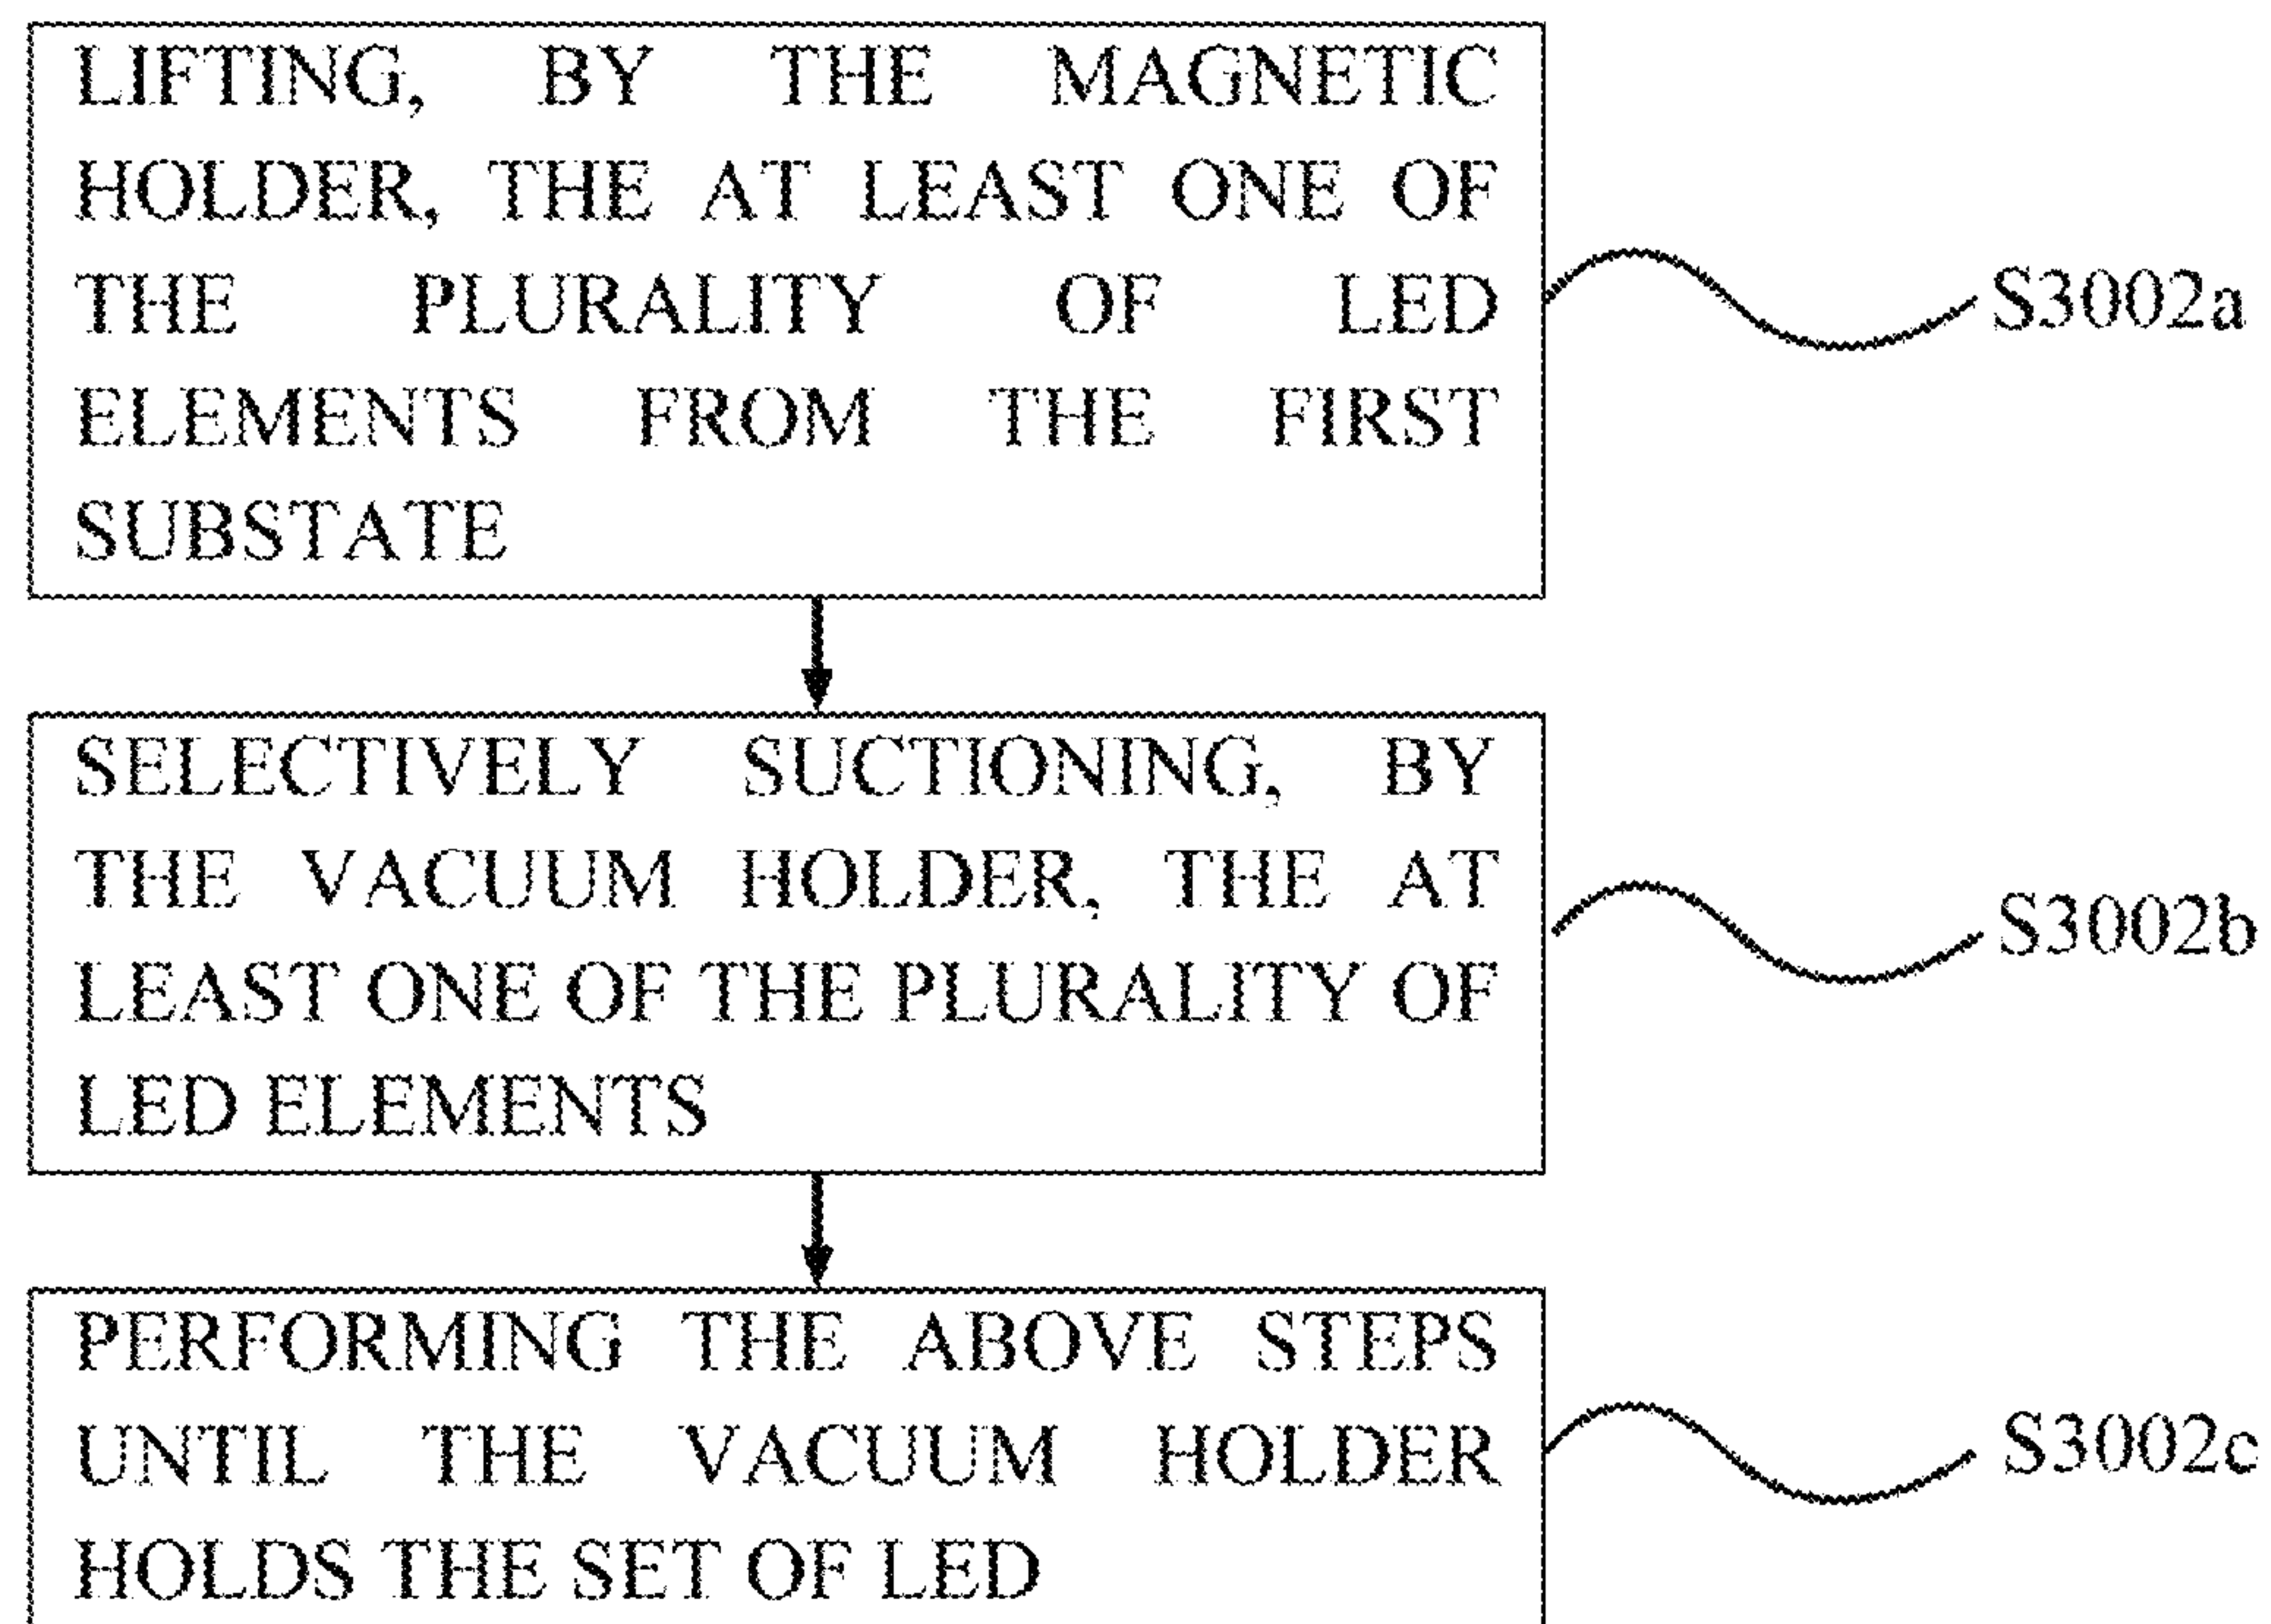 LIFTING, BY THE MAGNETIC
HOLDER, THE AT LEAST ONE OF
THE PLURALITY OF LED
ELEMENTS FROM THE FIRST
SUBSTATE
S3002a
SELECTIVELY SUCTIONING, BY
THE VACUUM HOLDER, THE AT
LEAST ONE OF THE PLURALITY OF
LED ELEMENTS
S3002b
PERFORMING THE ABOVE STEPS
UNTIL THE VACUUM HOLDER
HOLDS THE SET OF LED
S3002c